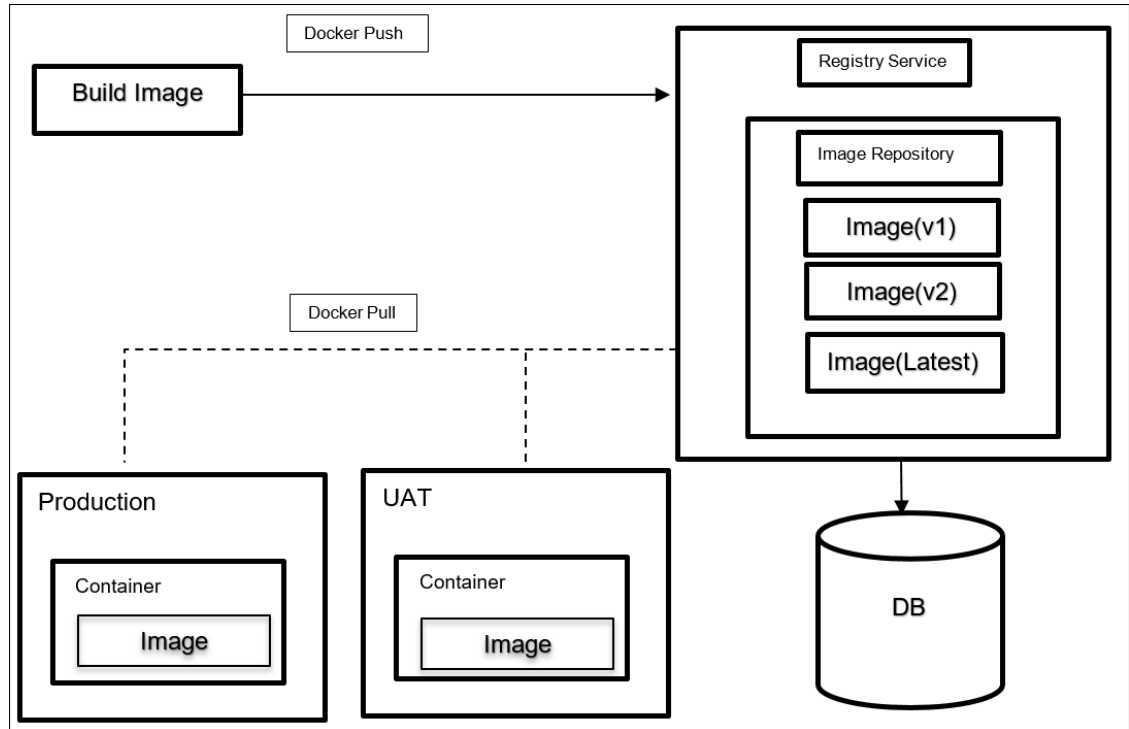 Docker Push
Build Image
Registry Service
Image Repository
Image(v1)
Image(v2)
Image(Latest)
Docker Pull
Production
Container
Image
UAT
Container
Image
DB